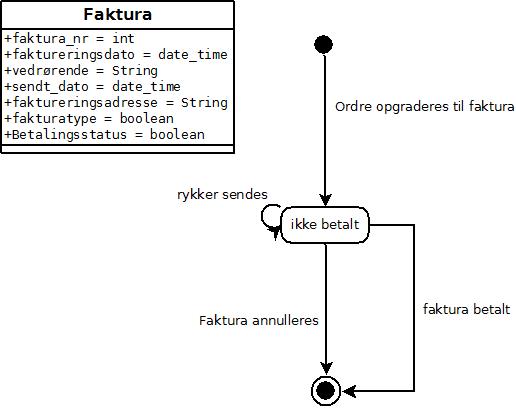 Faktura
+faktura_nr = int
+faktureringsdato = date_time
+vedrørende = String
+sendt_dato = date_time
+faktureringsadresse = String
+fakturatype = boolean
+Betalingsstatus = boolean
Ordre opgraderes til faktura
rykker sendes
ikke betalt
Faktura annulleres
faktura betalt